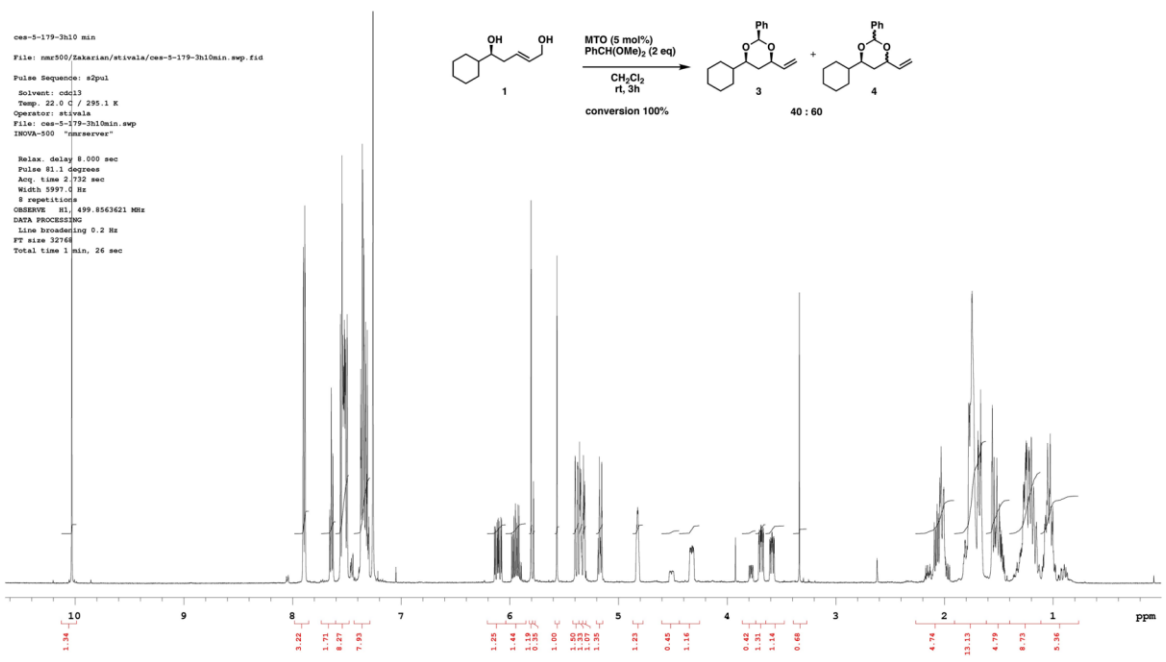 ces-5-179-3h10 min
File: nmr500/Zakarian/stivala/ces-5-179-3h10min.swp.fid
Pulse Sequence: s2pul
Solvent: cdcl3
Temp. 22.0 C / 295.1 K
Operator: stivala
File: ces-5-179-3h10min.swp
INOVA-500 "nmrserver"
Relax. delay 8.000 sec
Pulse 81.1 degrees
Acq. time 2.732 sec
Width 5997.0 Hz
8 repetitions
OBSERVE H1, 499.8563621 MHz
DATA PROCESSING
Line broadening 0.2 Hz
FT size 32768
Total time 1 min, 26 sec
OH OH
1
MTO (5 mol%)
PhCH(OMe)₂ (2 eq)
CH₂Cl₂
rt, 3h
conversion 100%
Ph
O O
3
+
Ph
O O
4
40 : 60
10 9 8 7 6 5 4 3 2 1 ppm
1.34 3.22 1.71 8.27 7.93 1.25 1.44 1.19 0.35 1.00 1.50 1.33 1.07 1.35 1.23 0.45 1.16 0.42 1.31 1.14 0.68 4.74 13.13 4.79 8.73 5.36